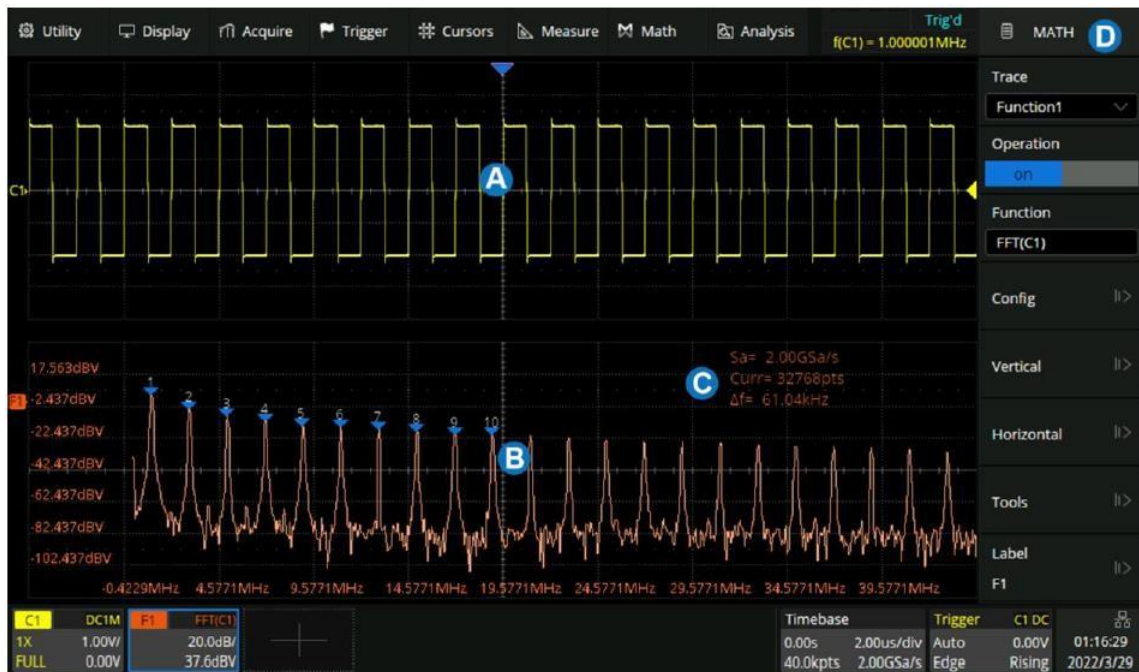 Utility Display Acquire Trigger Cursors Measure Math Analysis
Trig'd
f(C1) = 1.000001MHz
MATH D
Trace
Function1
Operation
on
Function
FFT(C1)
Config
Vertical
Horizontal
Tools
Label
F1
C1
A
17.563dBV
F1
-2.437dBV
-22.437dBV
-42.437dBV
-62.437dBV
-82.437dBV
-102.437dBV
1 2 3 4 5 6 7 8 9 10
B
C
Sa= 2.00GSa/s
Curr= 32768pts
Δf= 61.04kHz
-0.4229MHz 4.5771MHz 9.5771MHz 14.5771MHz 19.5771MHz 24.5771MHz 29.5771MHz 34.5771MHz 39.5771MHz
C1 DC1M
1X 1.00V/
FULL 0.00V
F1 FFT(C1)
20.0dB/
37.6dBV
Timebase
0.00s 2.00us/div
40.0kpts 2.00GSa/s
Trigger C1 DC
Auto 0.00V
Edge Rising
01:16:29
2022/3/29